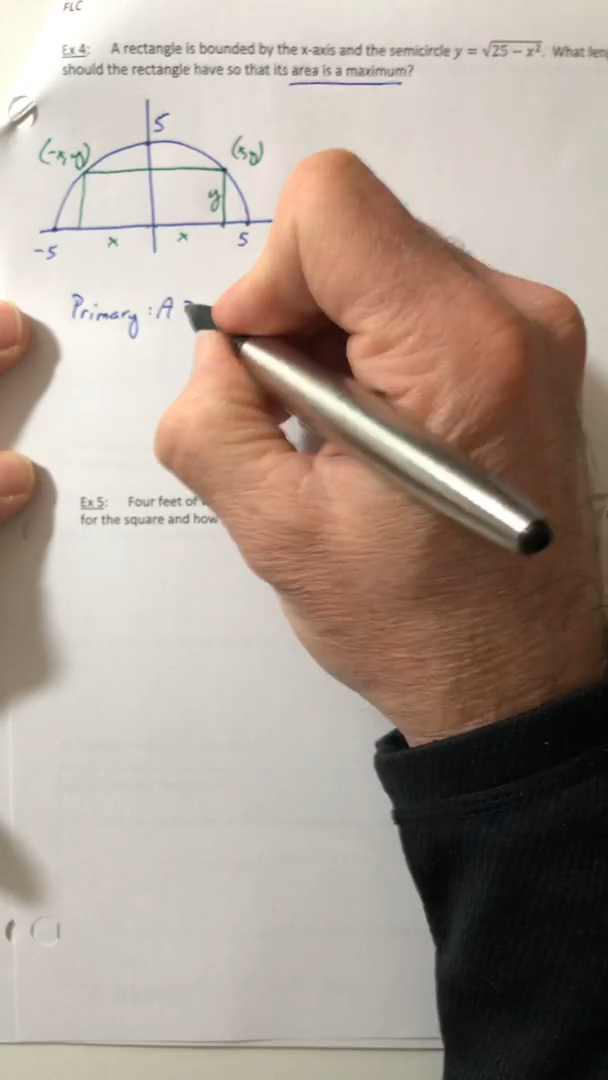 FLC
Ex 4: A rectangle is bounded by the x-axis and the semicircle y = √25 − x². What
should the rectangle have so that its area is a maximum?
5
(-x,y) (x,y)
y
x x
-5 5
Primary : A =
Ex 5: Four feet of
for the square and how